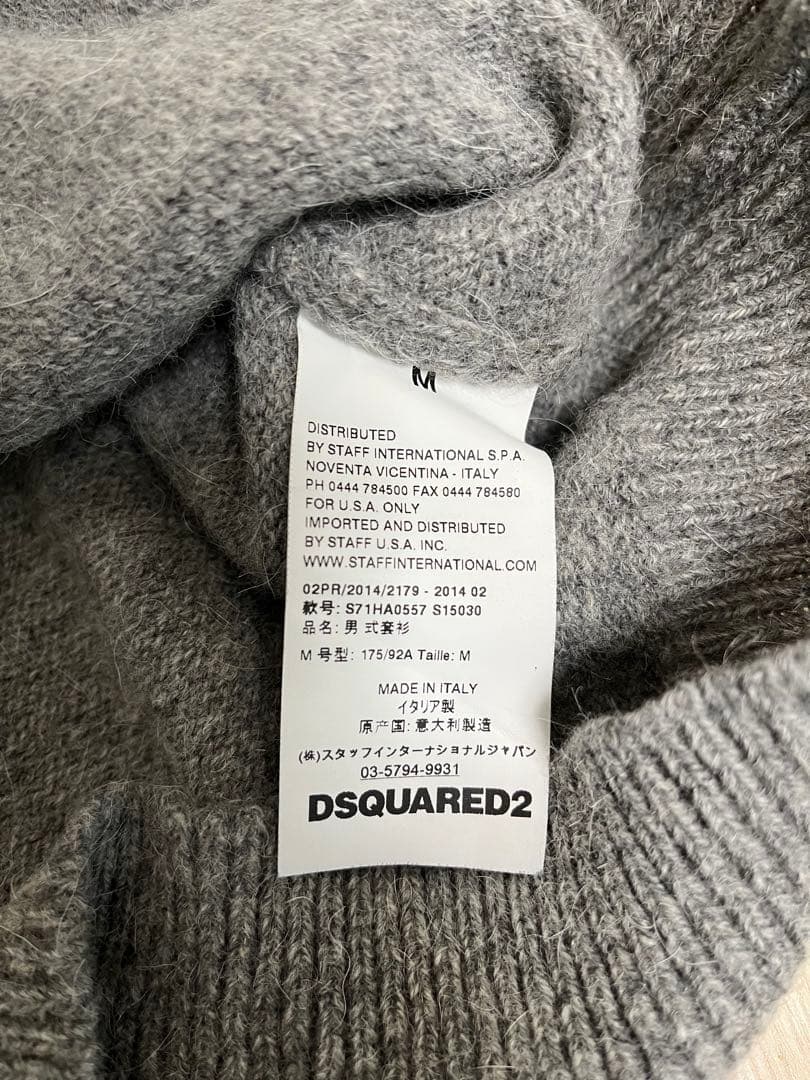 M
DISTRIBUTED
BY STAFF INTERNATIONAL S.P.A.
NOVENTA VICENTINA - ITALY
PH 0444 784500 FAX 0444 784580
FOR U.S.A. ONLY
IMPORTED AND DISTRIBUTED
BY STAFF U.S.A. INC.
WWW.STAFFINTERNATIONAL.COM
02PR/2014/2179 - 2014 02
款号: S71HA0557 S15030
品名: 男 式套衫
M 号型: 175/92A Taille: M
MADE IN ITALY
イタリア製
原产国: 意大利製造
(株)スタッフインターナショナルジャパン
03-5794-9931
DSQUARED2